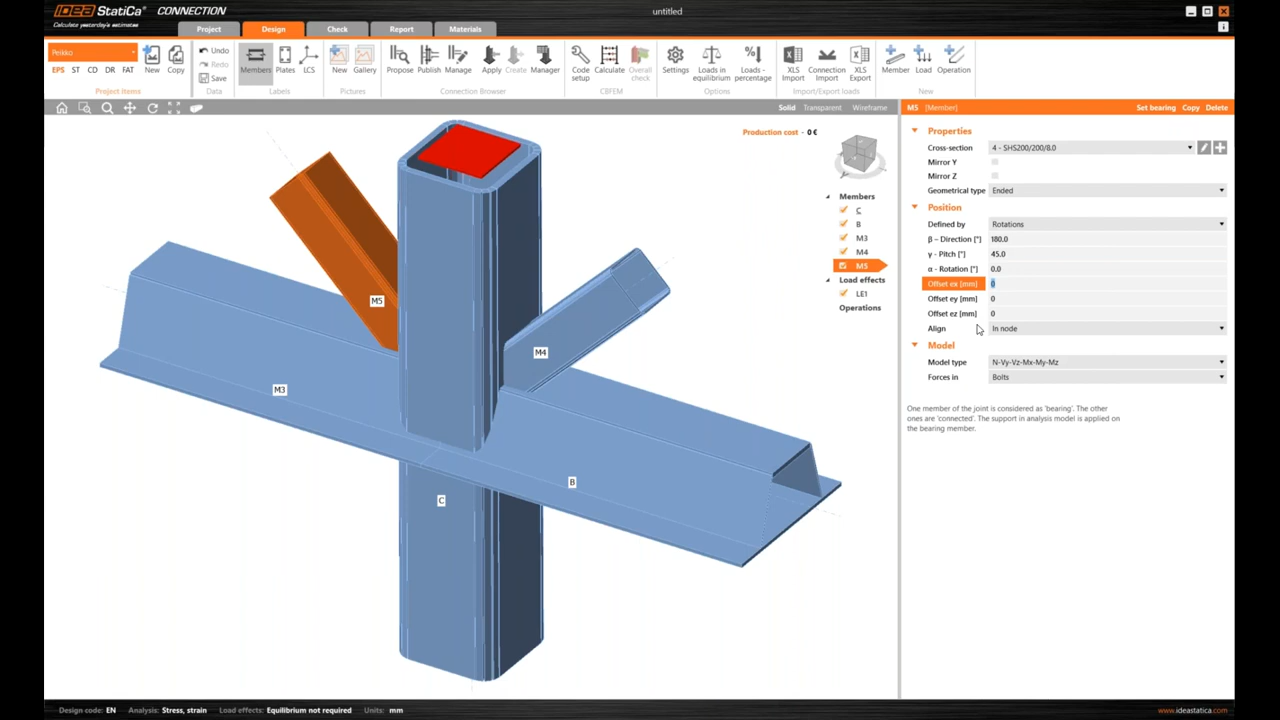 IDEA StatiCa® CONNECTION
Calculate yesterday's estimates
untitled
Project
Design
Check
Report
Materials
Peikko
EPS ST CD DR FAT
New
Copy
Undo
Redo
Save
Members
Plates
LCS
New
Gallery
Propose
Publish
Manage
Apply
Create
Manager
Code setup
Calculate
Overall check
Settings
Loads in equilibrium
Loads - percentage
XLS Import
Connection Import
XLS Export
Member
Load
Operation
Project items
Data
Labels
Pictures
Connection Browser
CBFEM
Options
Import/Export loads
New
Solid Transparent Wireframe
Production cost - 0 €
M5
M4
M3
B
C
Members
C
B
M3
M4
M5
Load effects
LE1
Operations
M5 [Member]
Set bearing Copy Delete
Properties
Cross-section 4 - SHS200/200/8.0
Mirror Y
Mirror Z
Geometrical type Ended
Position
Defined by Rotations
β – Direction [°] 180.0
γ - Pitch [°] 45.0
α - Rotation [°] 0.0
Offset ex [mm] 0
Offset ey [mm] 0
Offset ez [mm] 0
Align In node
Model
Model type N-Vy-Vz-Mx-My-Mz
Forces in Bolts
One member of the joint is considered as 'bearing'. The other
ones are 'connected'. The support in analysis model is applied
on the bearing member.
Design code: EN Analysis: Stress, strain Load effects: Equilibrium not required Units: mm
www.ideastatica.com